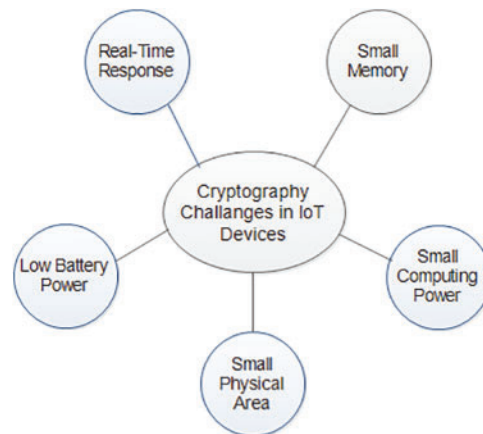 Real-Time
Response
Small
Memory
Cryptography
Challanges in IoT
Devices
Low Battery
Power
Small
Computing
Power
Small
Physical
Area